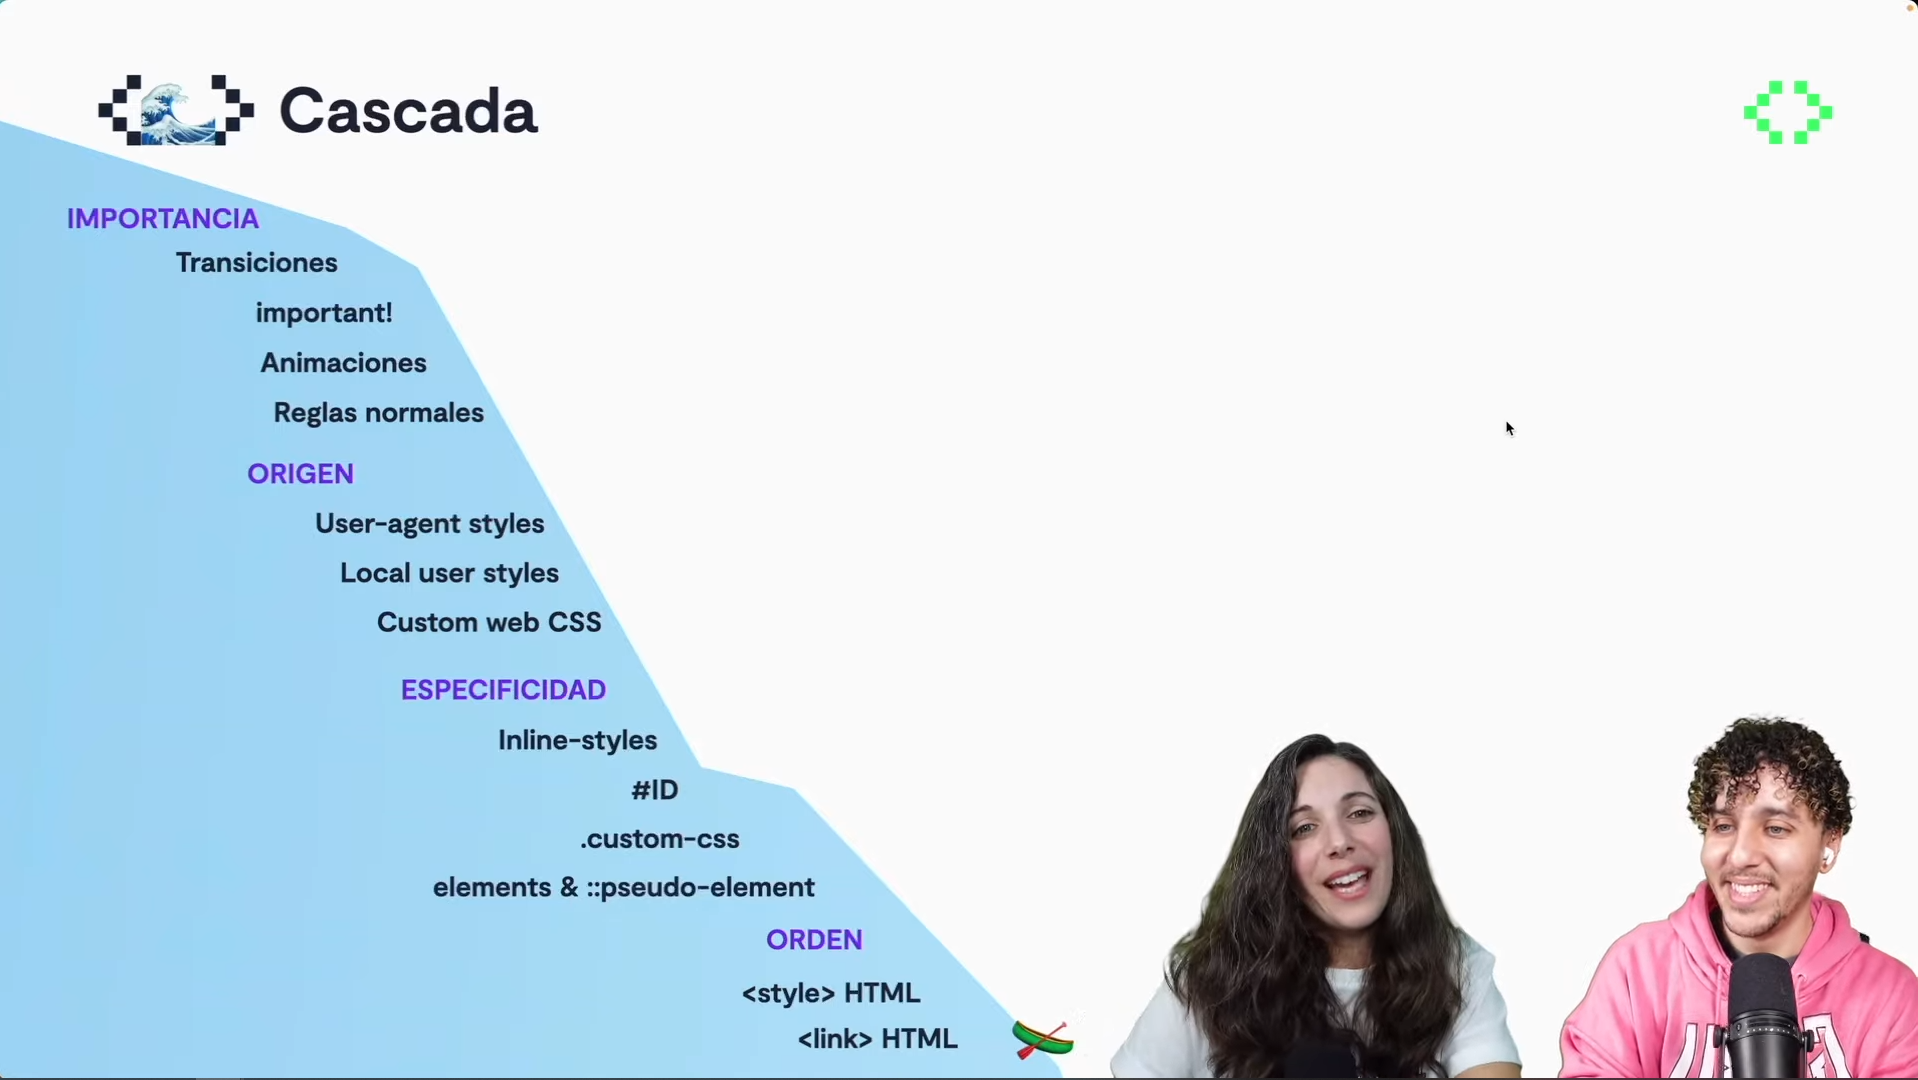 Cascada
IMPORTANCIA
Transiciones
important!
Animaciones
Reglas normales
ORIGEN
User-agent styles
Local user styles
Custom web CSS
ESPECIFICIDAD
Inline-styles
#ID
.custom-css
elements & ::pseudo-element
ORDEN
<style> HTML
<link> HTML